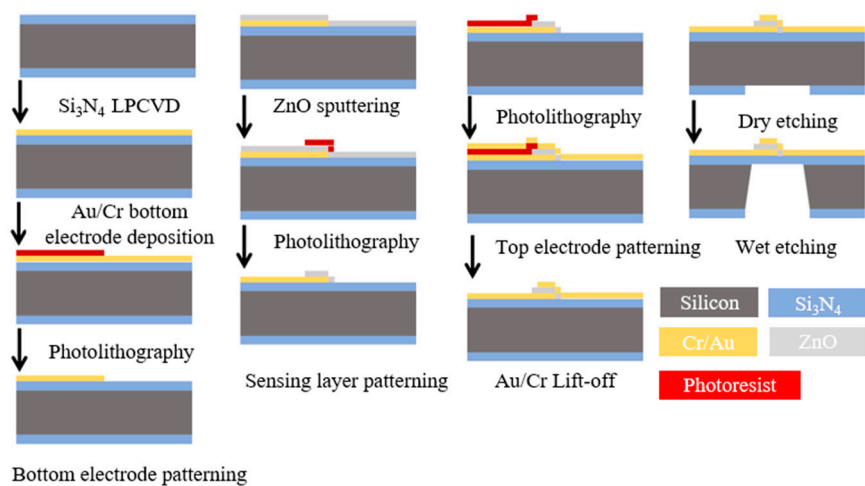 Si₃N₄ LPCVD
Au/Cr bottom
electrode deposition
Photolithography
Bottom electrode patterning
ZnO sputtering
Photolithography
Sensing layer patterning
Photolithography
Top electrode patterning
Au/Cr Lift-off
Dry etching
Wet etching
Silicon
Si₃N₄
Cr/Au
ZnO
Photoresist